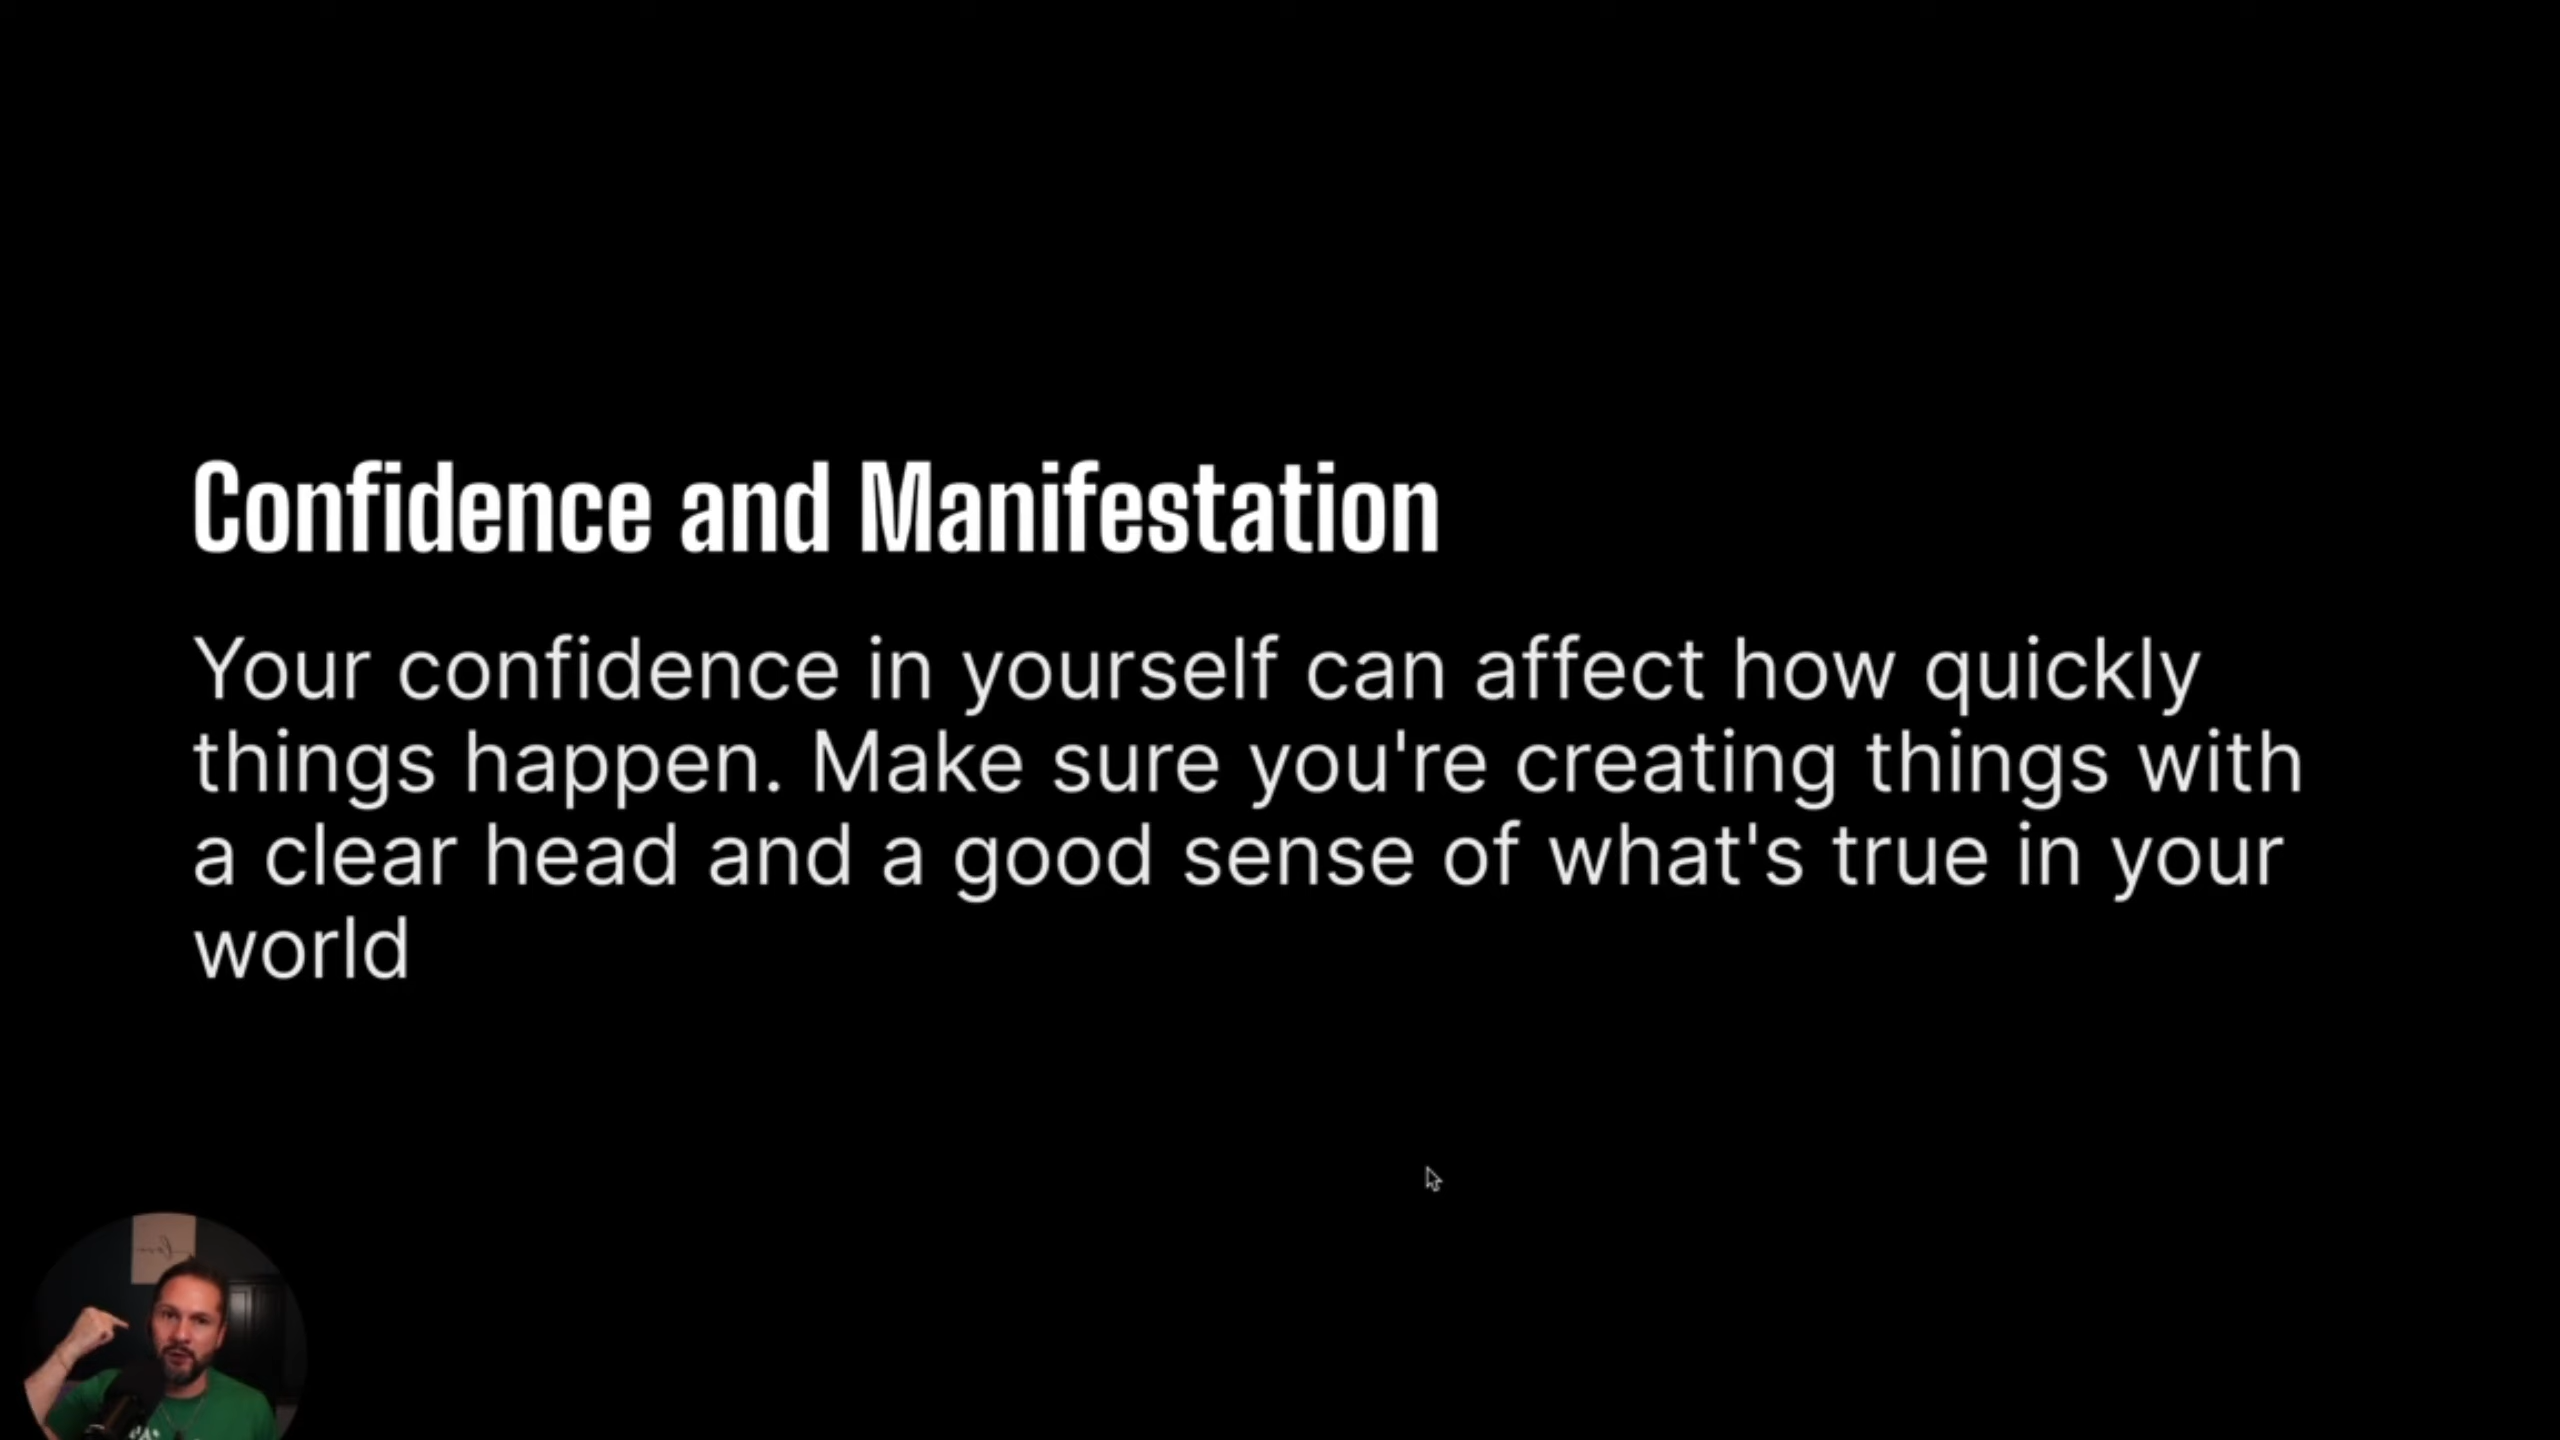 Confidence and Manifestation
Your confidence in yourself can affect how quickly
things happen. Make sure you're creating things with
a clear head and a good sense of what's true in your
world